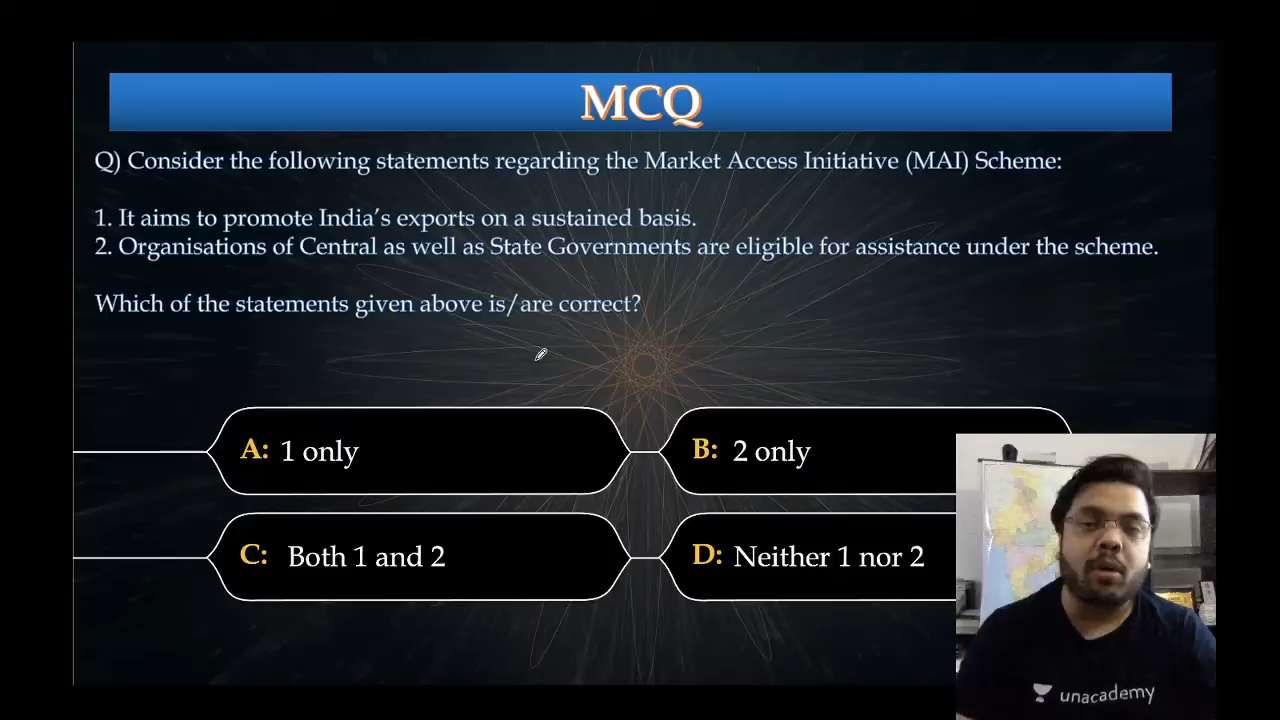 MCQ
Q) Consider the following statements regarding the Market Access Initiative (MAI) Scheme:
1. It aims to promote India's exports on a sustained basis.
2. Organisations of Central as well as State Governments are eligible for assistance under the scheme.
Which of the statements given above is/are correct?
A: 1 only
B: 2 only
C: Both 1 and 2
D: Neither 1 nor 2
unacademy